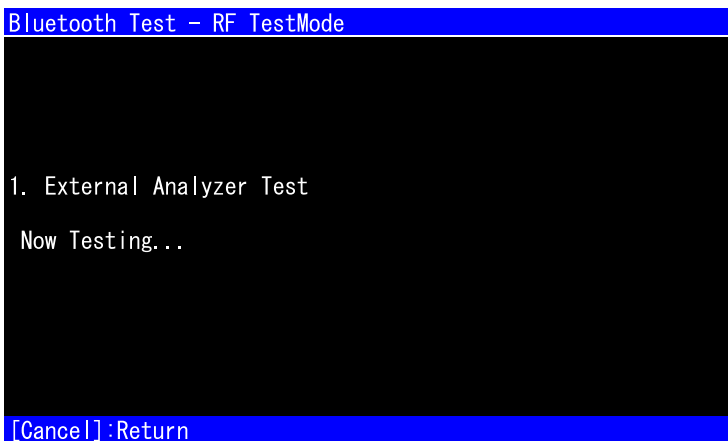 Bluetooth Test - RF TestMode
1. External Analyzer Test
Now Testing...
[Cancel]:Return